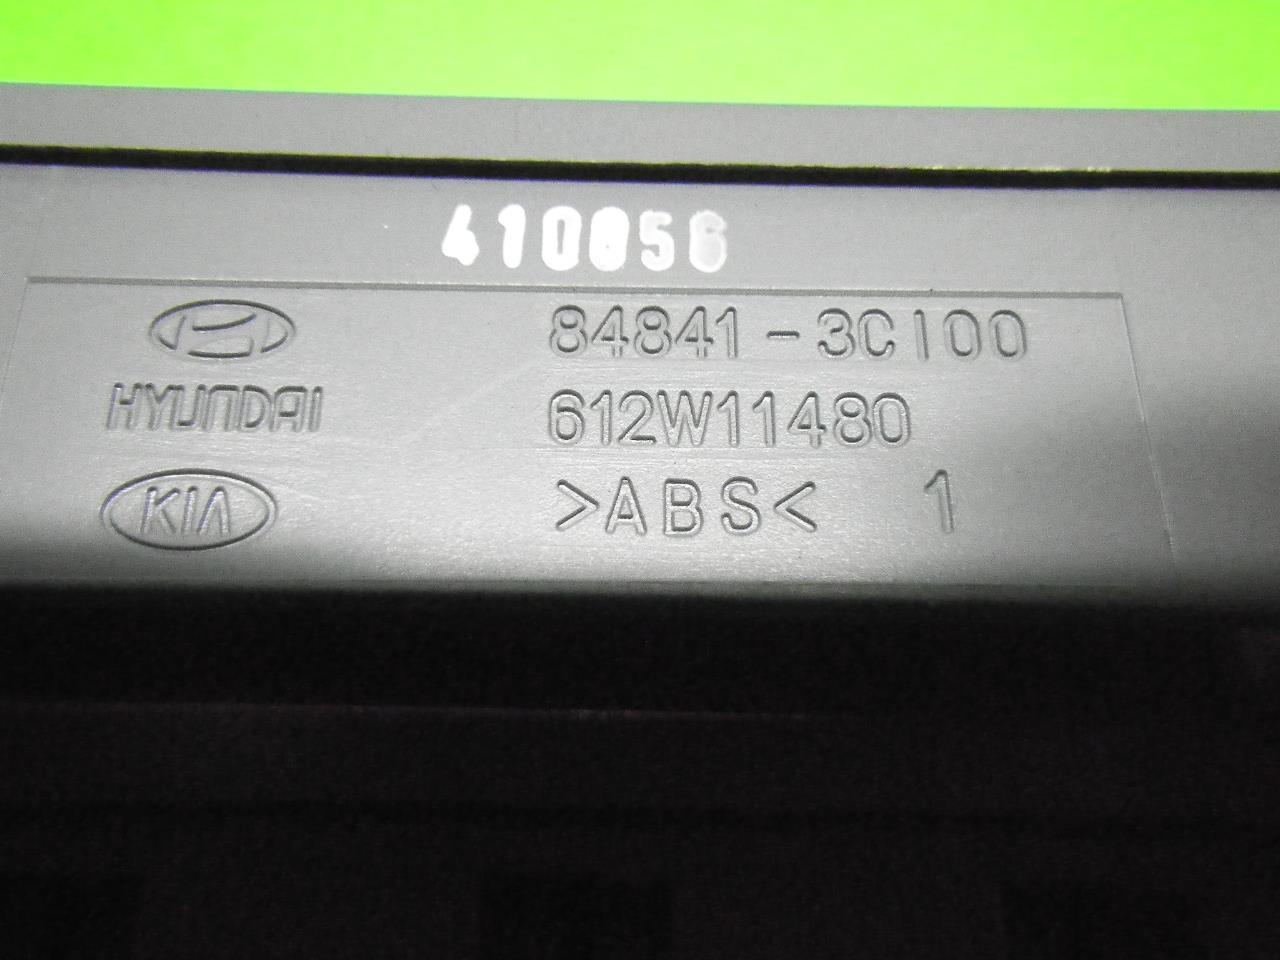 410056
84841-3C100
HYUNDAI
612W11480
KIA
>ABS< 1